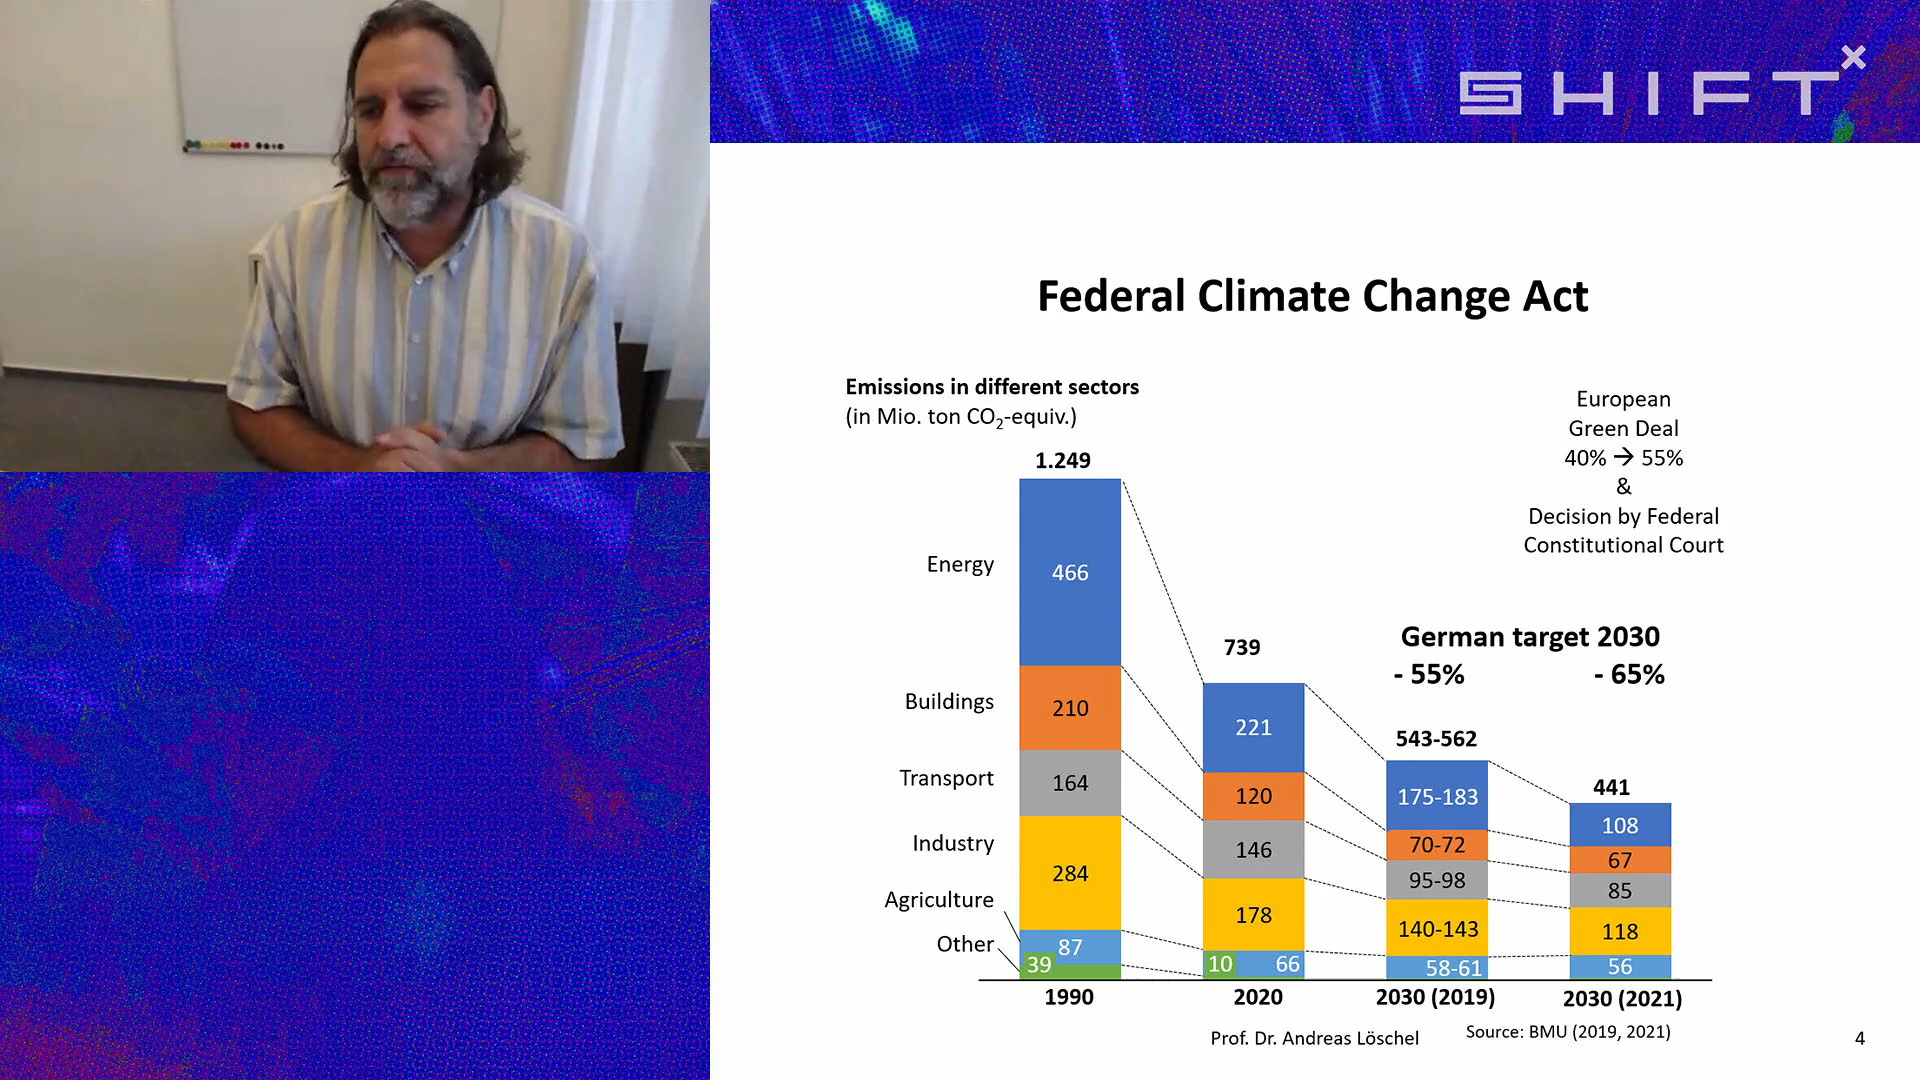 SHIFTx
Federal Climate Change Act
Emissions in different sectors
(in Mio. ton CO2-equiv.)
European
Green Deal
40% → 55%
&
Decision by Federal
Constitutional Court
German target 2030
- 55% - 65%
1.249
739
543-562
441
Energy
466
221
175-183
108
Buildings
210
120
70-72
67
Transport
164
146
95-98
85
Industry
284
178
140-143
118
Agriculture
87
66
58-61
56
Other
39
10
1990 2020 2030 (2019) 2030 (2021)
Prof. Dr. Andreas Löschel
Source: BMU (2019, 2021)
4